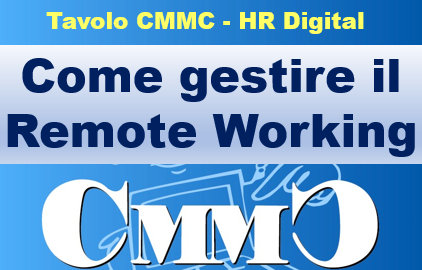 Tavolo CMMC - HR Digital
Come gestire il
Remote Working
CMMC